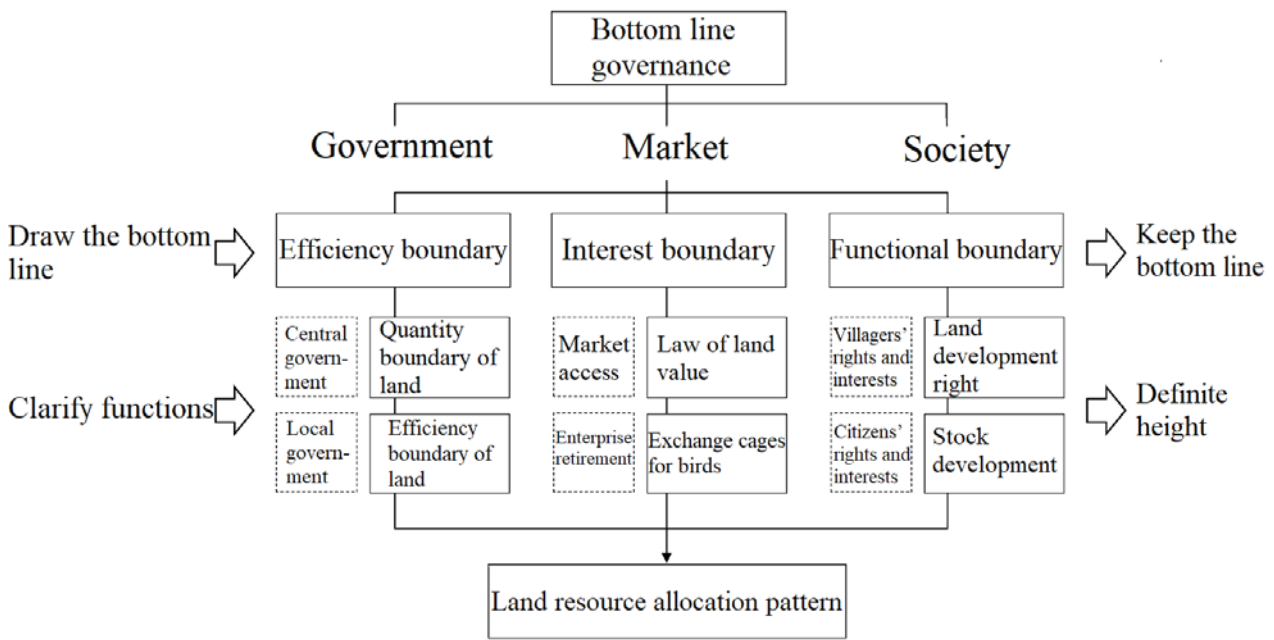 Bottom line
governance
Government
Market
Society
Draw the bottom
line
Efficiency boundary
Interest boundary
Functional boundary
Keep the
bottom line
Central
govern-
ment
Quantity
boundary of
land
Market
access
Law of land
value
Villagers'
rights and
interests
Land
development
right
Clarify functions
Definite
height
Local
govern-
ment
Efficiency
boundary of
land
Enterprise
retirement
Exchange cages
for birds
Citizens'
rights and
interests
Stock
development
Land resource allocation pattern